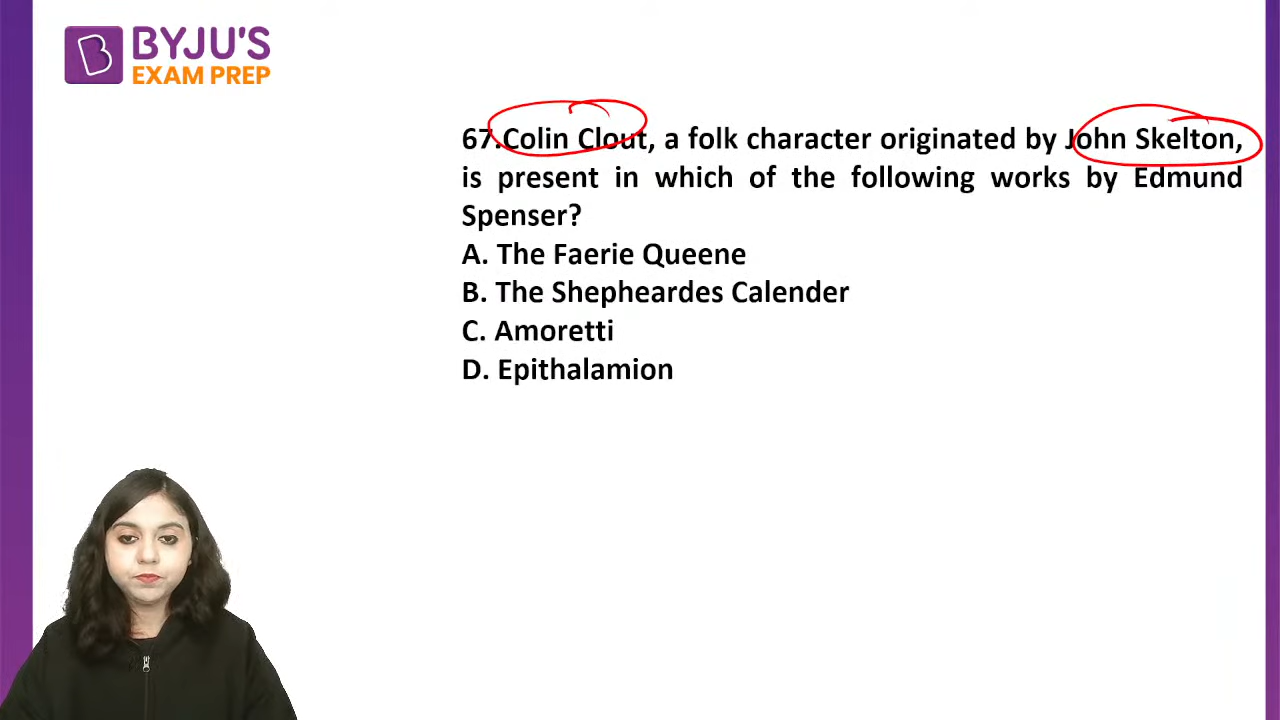 BYJU'S
EXAM PREP
67.Colin Clout, a folk character originated by John Skelton,
is present in which of the following works by Edmund
Spenser?
A. The Faerie Queene
B. The Shepheardes Calender
C. Amoretti
D. Epithalamion